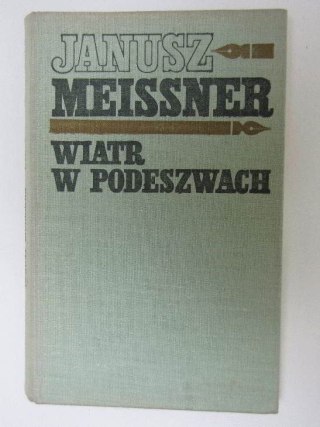 JANUSZ
MEISSNER
WIATR
W PODESZWACH